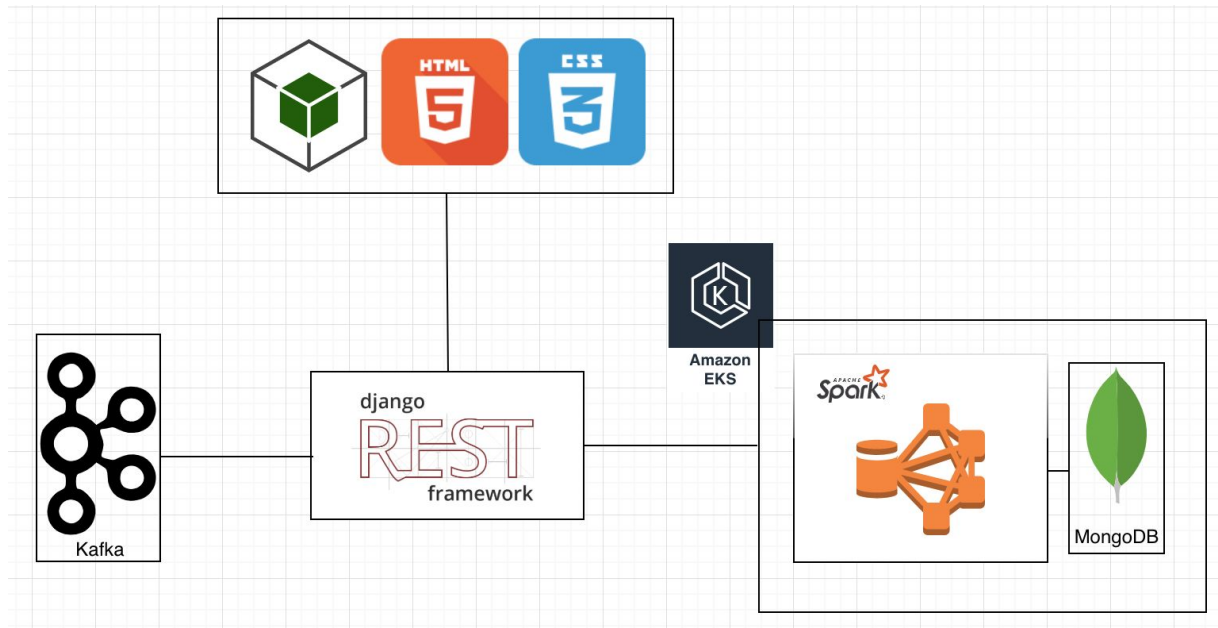 HTML
5
CSS
3
K
Amazon
EKS
APACHE
Spark
django
REST
framework
Kafka
MongoDB